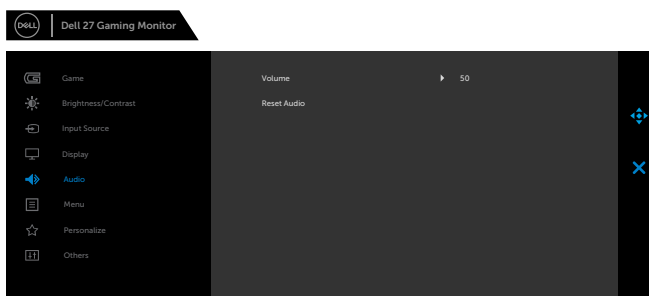 DELL
Dell 27 Gaming Monitor
Game
Volume 50
Brightness/Contrast
Reset Audio
Input Source
Display
Audio
Menu
Personalize
Others